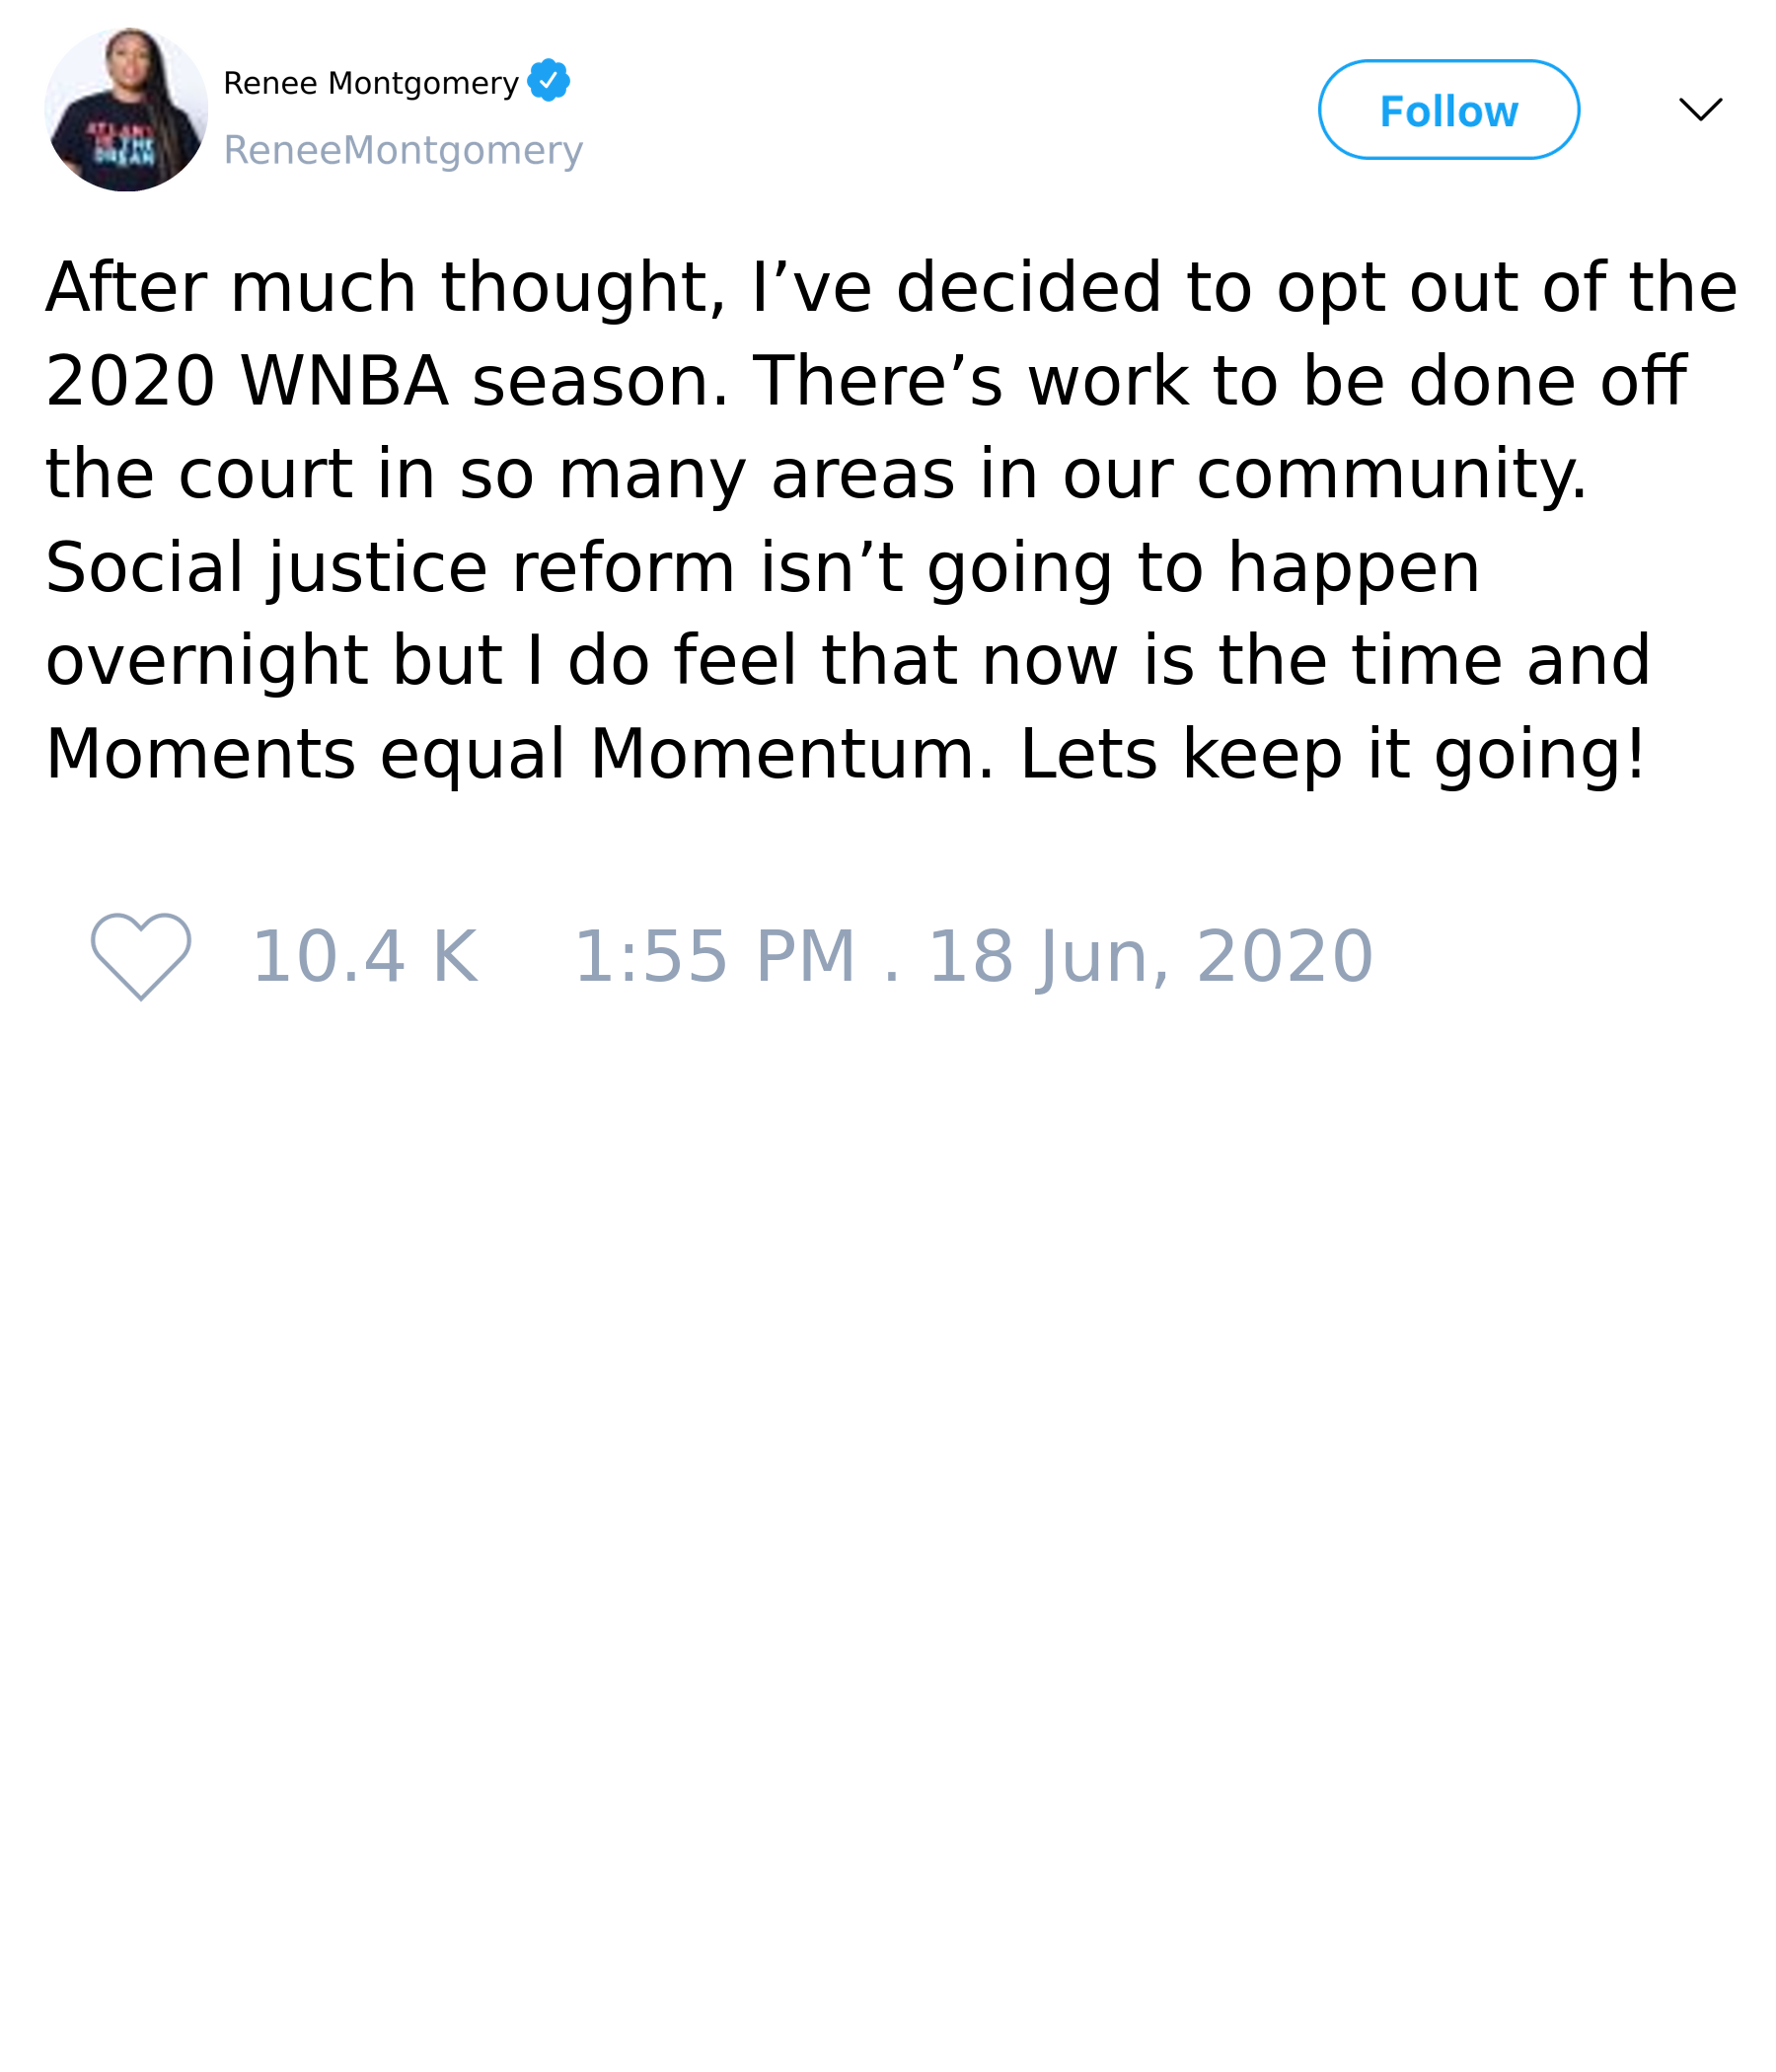 Renee Montgomery
ReneeMontgomery
Follow
After much thought, I’ve decided to opt out of the
2020 WNBA season. There’s work to be done off
the court in so many areas in our community.
Social justice reform isn’t going to happen
overnight but I do feel that now is the time and
Moments equal Momentum. Lets keep it going!
10.4 K 1:55 PM . 18 Jun, 2020